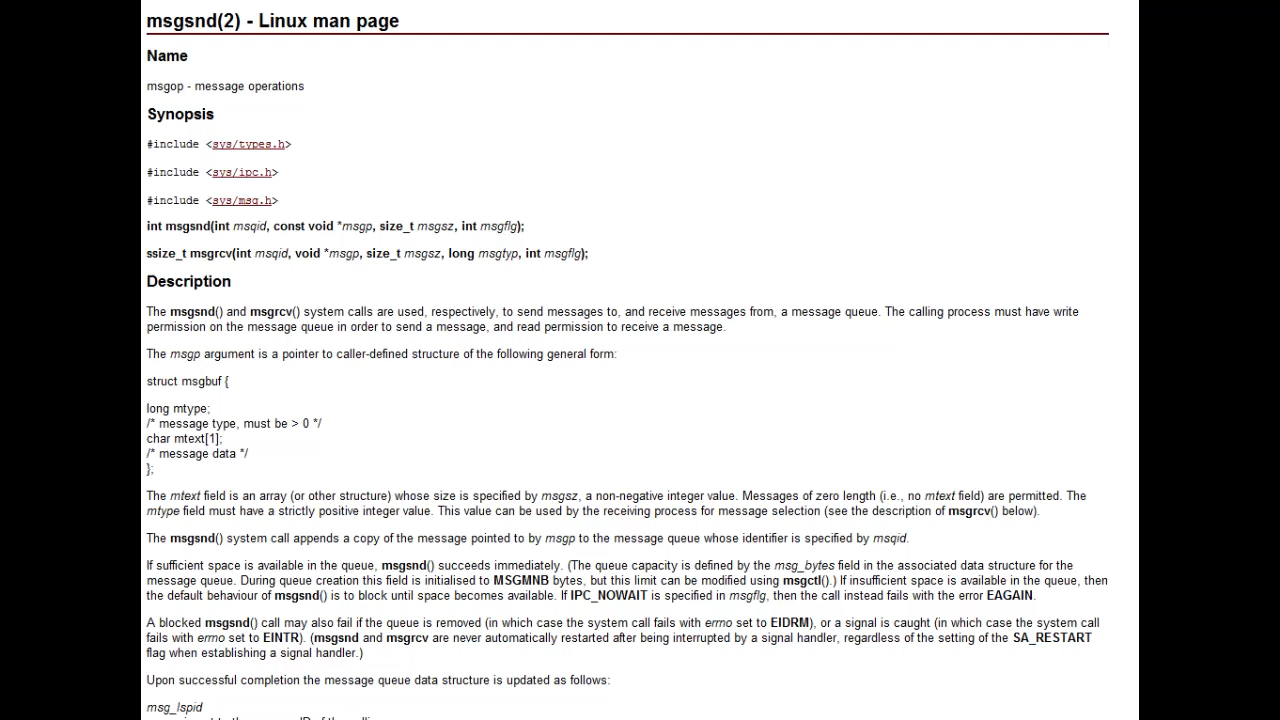 msgsnd(2) - Linux man page
Name
msgop - message operations
Synopsis
#include <sys/types.h>
#include <sys/ipc.h>
#include <sys/msg.h>
int msgsnd(int msqid, const void *msgp, size_t msgsz, int msgflg);
ssize_t msgrcv(int msqid, void *msgp, size_t msgsz, long msgtyp, int msgflg);
Description
The msgsnd() and msgrcv() system calls are used, respectively, to send messages to, and receive messages from, a message queue. The calling process must have write
permission on the message queue in order to send a message, and read permission to receive a message.
The msgp argument is a pointer to caller-defined structure of the following general form:
struct msgbuf {
long mtype;
/* message type, must be > 0 */
char mtext[1];
/* message data */
};
The mtext field is an array (or other structure) whose size is specified by msgsz, a non-negative integer value. Messages of zero length (i.e., no mtext field) are permitted. The
mtype field must have a strictly positive integer value. This value can be used by the receiving process for message selection (see the description of msgrcv() below).
The msgsnd() system call appends a copy of the message pointed to by msgp to the message queue whose identifier is specified by msqid.
If sufficient space is available in the queue, msgsnd() succeeds immediately. (The queue capacity is defined by the msg_bytes field in the associated data structure for the
message queue. During queue creation this field is initialised to MSGMNB bytes, but this limit can be modified using msgctl().) If insufficient space is available in the queue, then
the default behaviour of msgsnd() is to block until space becomes available. If IPC_NOWAIT is specified in msgflg, then the call instead fails with the error EAGAIN.
A blocked msgsnd() call may also fail if the queue is removed (in which case the system call fails with errno set to EIDRM), or a signal is caught (in which case the system call
fails with errno set to EINTR). (msgsnd and msgrcv are never automatically restarted after being interrupted by a signal handler, regardless of the setting of the SA_RESTART
flag when establishing a signal handler.)
Upon successful completion the message queue data structure is updated as follows:
msg_lspid